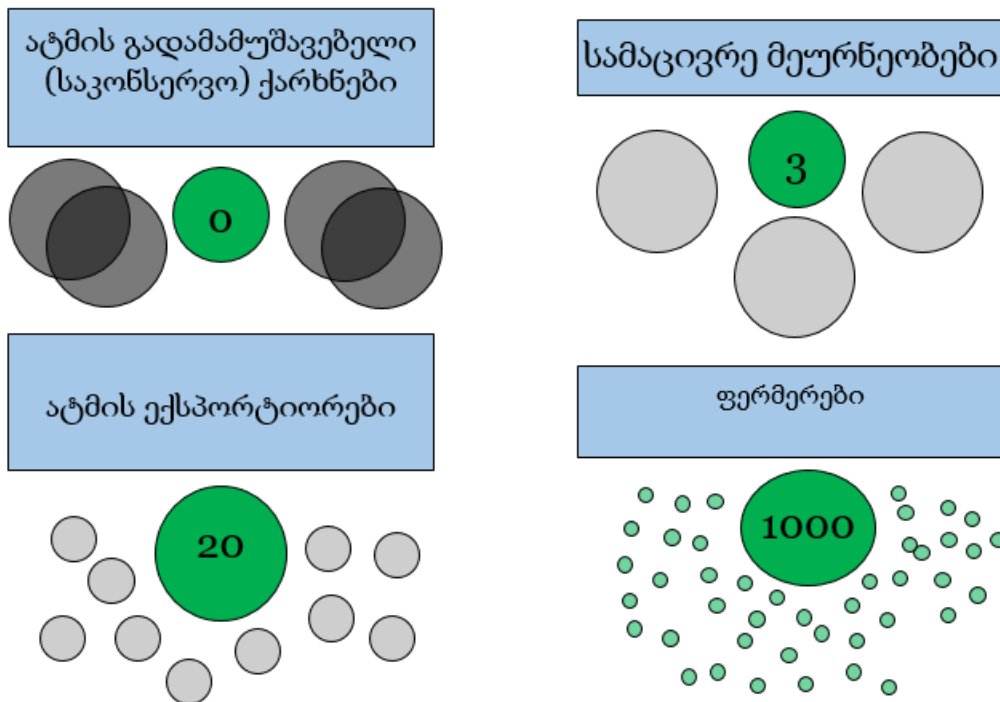 ატმის გადამამუშავებელი
(საკონსერვო) ქარხნები
0
სამაცივრე მეურნეობები
3
ატმის ექსპორტიორები
20
ფერმერები
1000